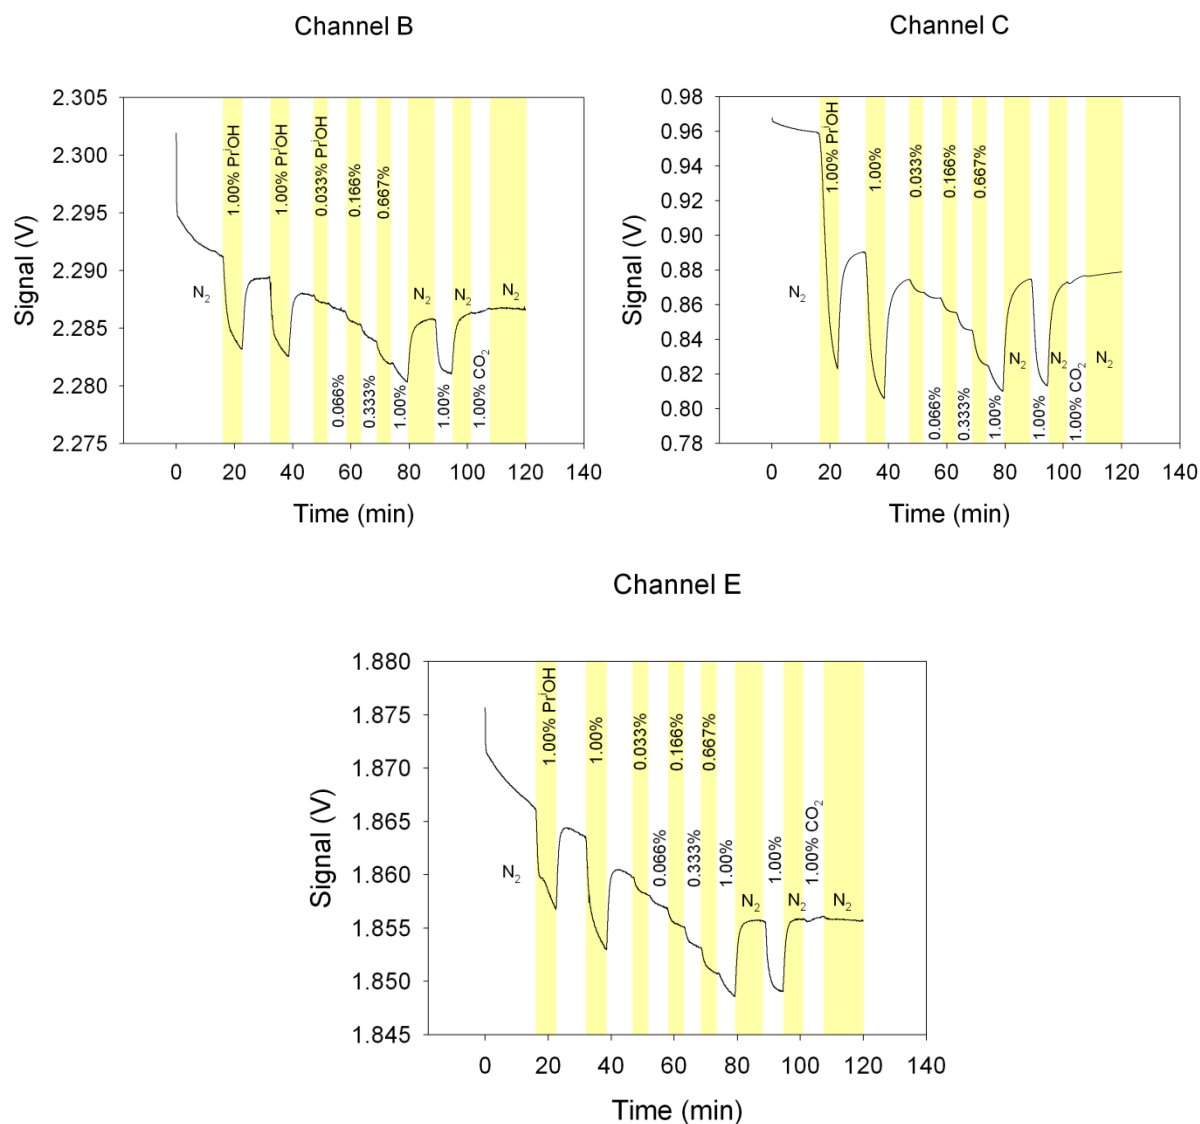 Channel B
2.305
2.300
2.295
2.290
2.285
2.280
2.275
Signal (V)
1.00% PrⁱOH
1.00% PrⁱOH
0.033% PrⁱOH
0.166%
0.667%
N₂
N₂
N₂
N₂
0.066%
0.333%
1.00%
1.00%
1.00% CO₂
0 20 40 60 80 100 120 140
Time (min)
Channel C
0.98
0.96
0.94
0.92
0.90
0.88
0.86
0.84
0.82
0.80
0.78
Signal (V)
1.00% PrⁱOH
1.00%
0.033%
0.166%
0.667%
N₂
N₂
N₂
N₂
0.066%
0.333%
1.00%
1.00%
1.00% CO₂
0 20 40 60 80 100 120 140
Time (min)
Channel E
1.880
1.875
1.870
1.865
1.860
1.855
1.850
1.845
Signal (V)
1.00% PrⁱOH
1.00%
0.033%
0.166%
0.667%
0.066%
0.333%
1.00%
1.00%
1.00% CO₂
N₂
N₂
N₂
N₂
0 20 40 60 80 100 120 140
Time (min)